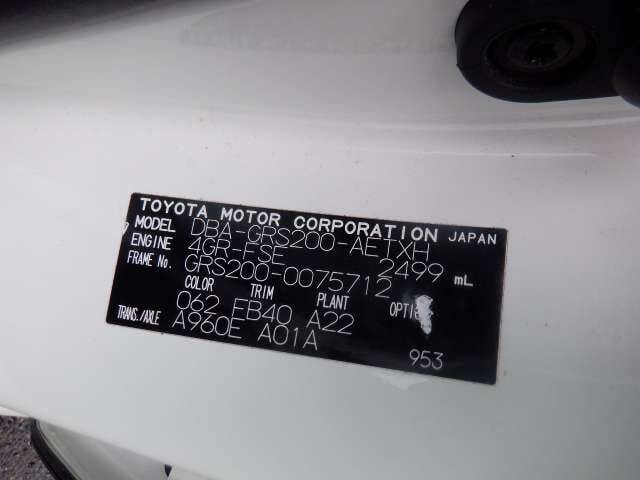 TOYOTA MOTOR CORPORATION JAPAN
MODEL DBA-GRS200-AETXH
ENGINE 4GR-FSE 2499 mL
FRAME No. GRS200-0075712
COLOR TRIM PLANT
062 EB40 A22
TRANS./AXLE A960E A01A
953